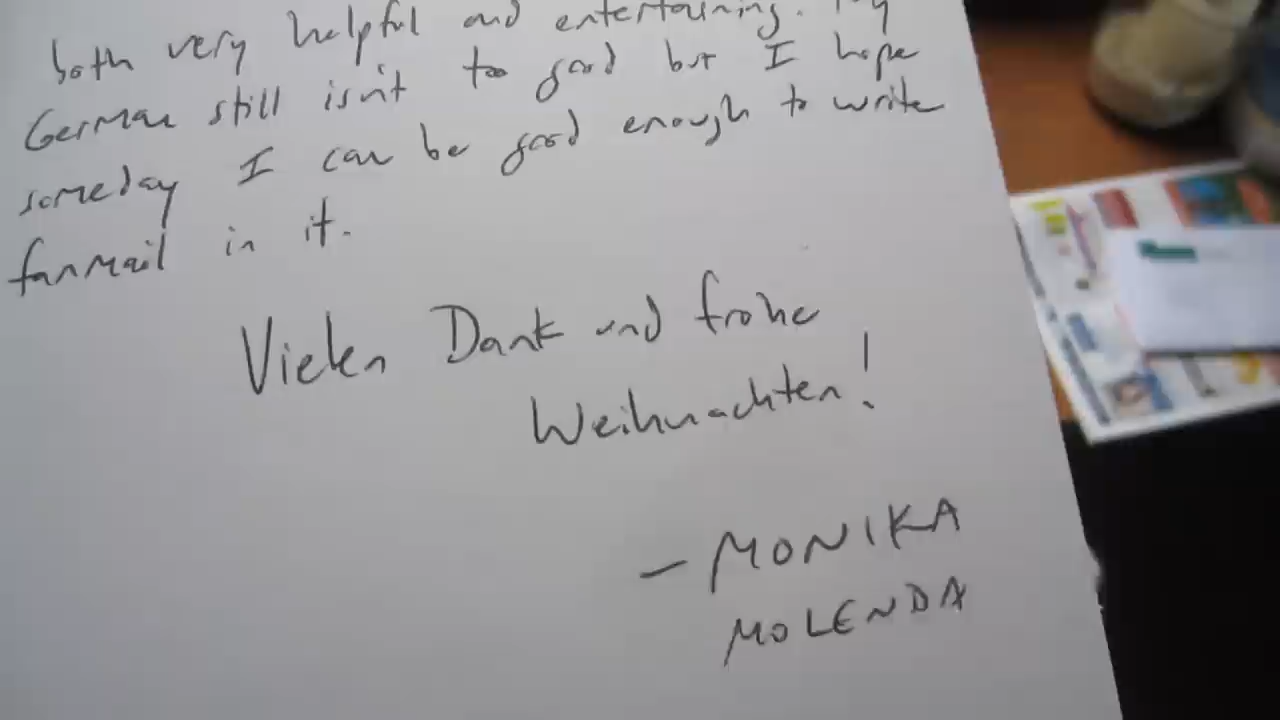 both very helpful and entertaining. My
German still isn't too good but I hope
someday I can be good enough to write
fanmail in it.
Vielen Dank und frohe
Weihnachten!
— MONIKA
MOLENDA